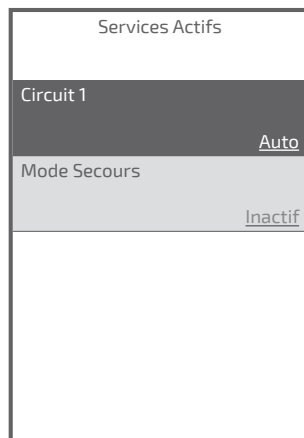 Services Actifs
Circuit 1
Auto
Mode Secours
Inactif